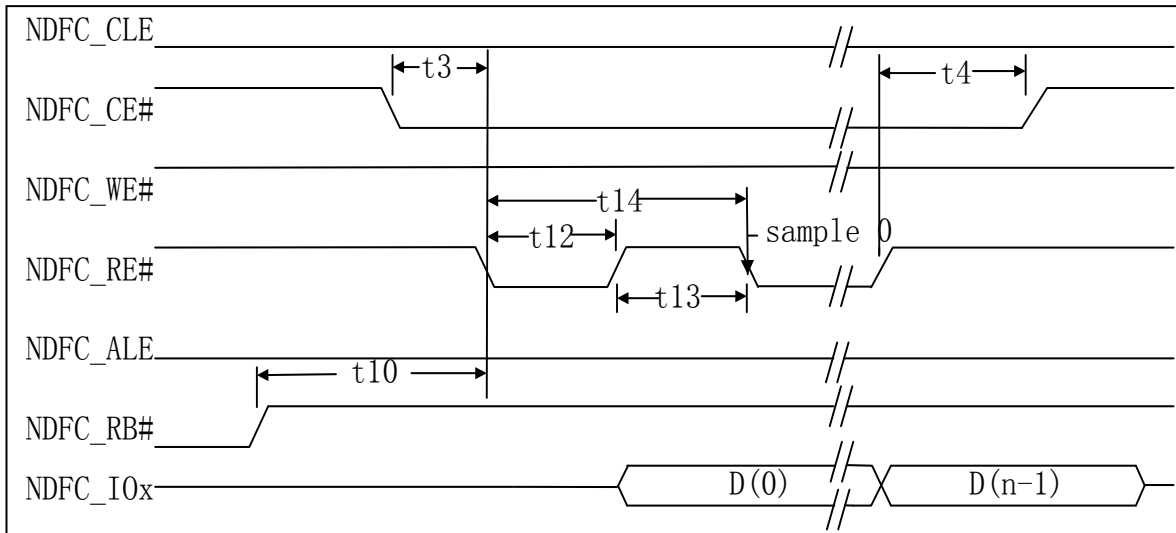 NDFC_CLE
t3
t4
NDFC_CE#
NDFC_WE#
t14
t12
sample 0
NDFC_RE#
t13
NDFC_ALE
t10
NDFC_RB#
NDFC_IOx
D(0)
D(n-1)